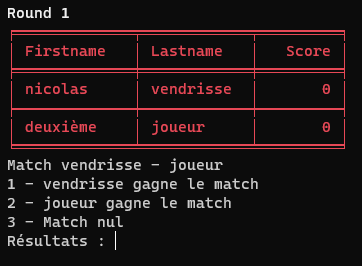 Round 1
Firstname Lastname Score
nicolas vendrisse 0
deuxième joueur 0
Match vendrisse - joueur
1 - vendrisse gagne le match
2 - joueur gagne le match
3 - Match nul
Résultats :